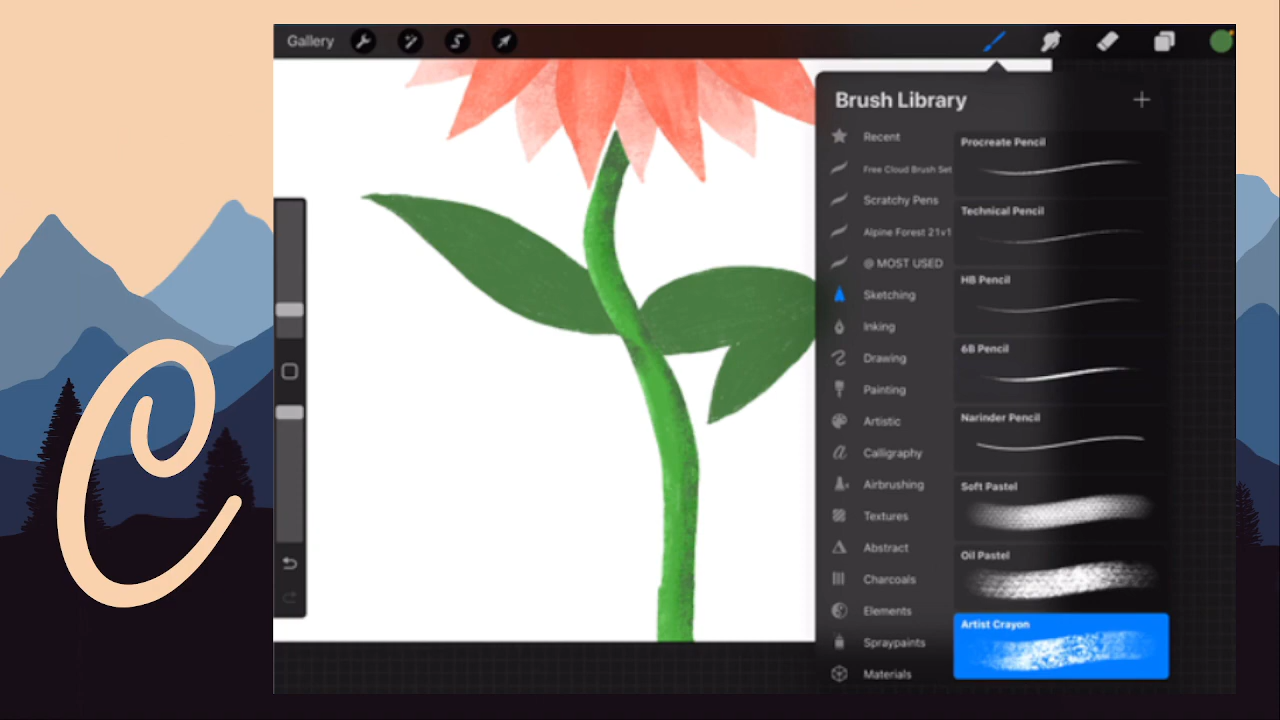 Gallery
Brush Library
Recent
Free Cloud Brush Set
Scratchy Pens
Alpine Forest 21v1
@ MOST USED
Sketching
Inking
Drawing
Painting
Artistic
Calligraphy
Airbrushing
Textures
Abstract
Charcoals
Elements
Spraypaints
Materials
Procreate Pencil
Technical Pencil
HB Pencil
6B Pencil
Narinder Pencil
Soft Pastel
Oil Pastel
Artist Crayon
C